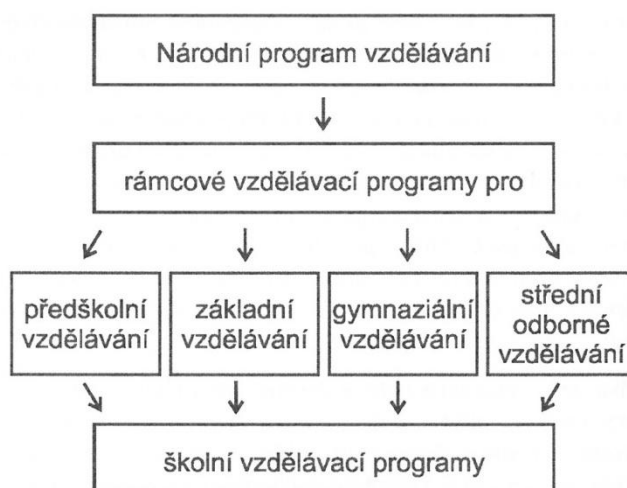 Národní program vzdělávání
rámcové vzdělávací programy pro
předškolní
vzdělávání
základní
vzdělávání
gymnaziální
vzdělávání
střední
odborné
vzdělávání
školní vzdělávací programy